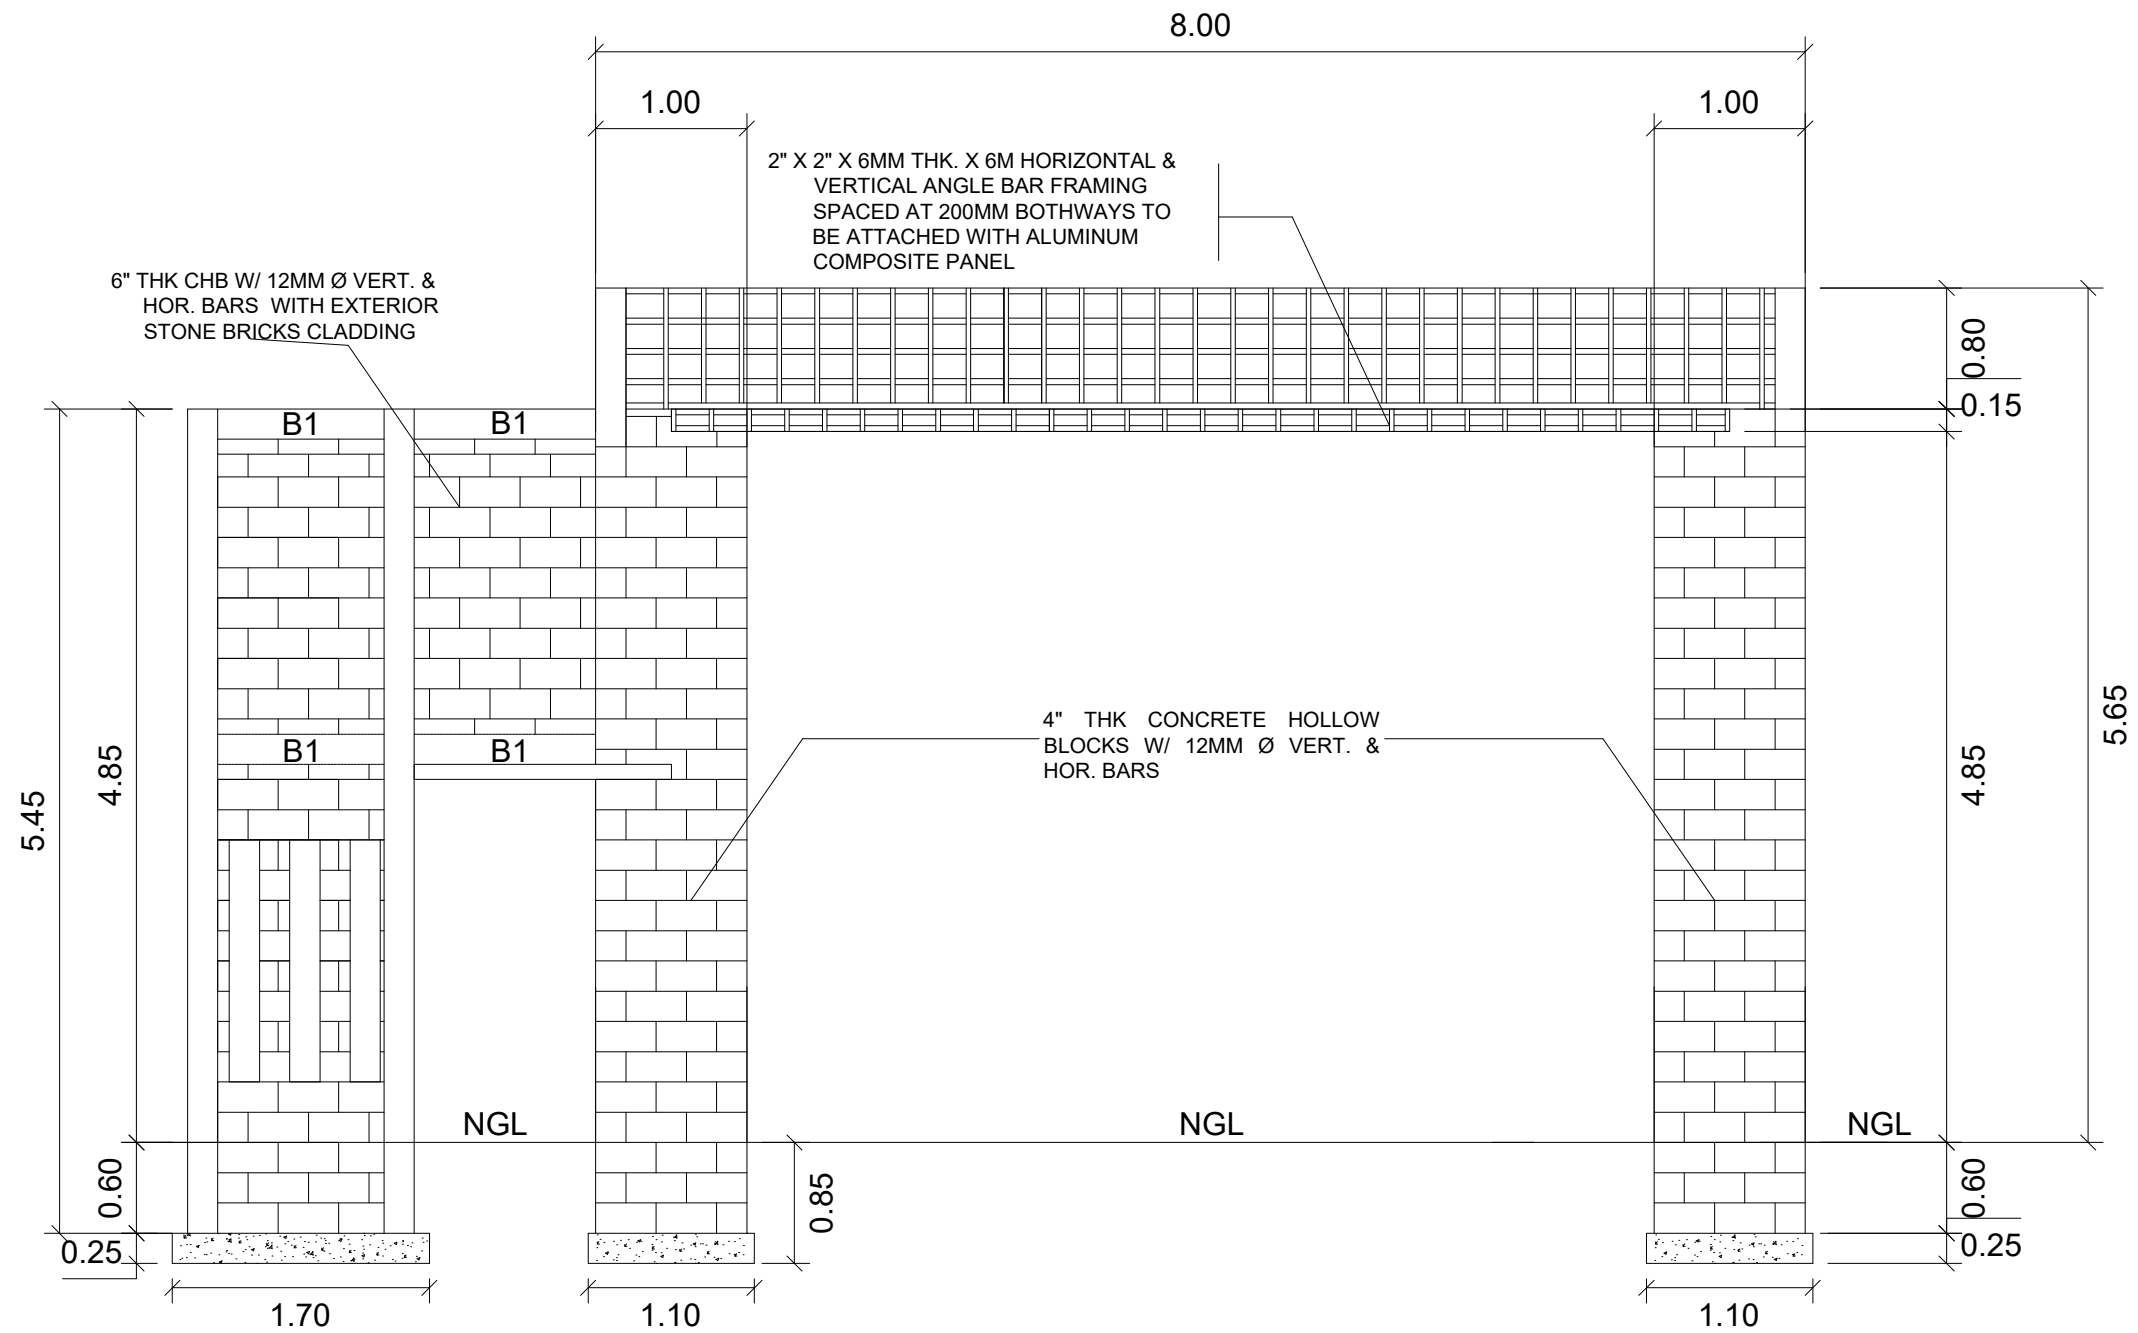 8.00
1.00
1.00
2" X 2" X 6MM THK. X 6M HORIZONTAL &
VERTICAL ANGLE BAR FRAMING
SPACED AT 200MM BOTHWAYS TO
BE ATTACHED WITH ALUMINUM
COMPOSITE PANEL
6" THK CHB W/ 12MM Ø VERT. &
HOR. BARS WITH EXTERIOR
STONE BRICKS CLADDING
0.80
0.15
B1
B1
5.65
4" THK CONCRETE HOLLOW
BLOCKS W/ 12MM Ø VERT. &
HOR. BARS
B1
B1
4.85
4.85
5.45
NGL
NGL
NGL
0.60
0.85
0.60
0.25
0.25
1.70
1.10
1.10